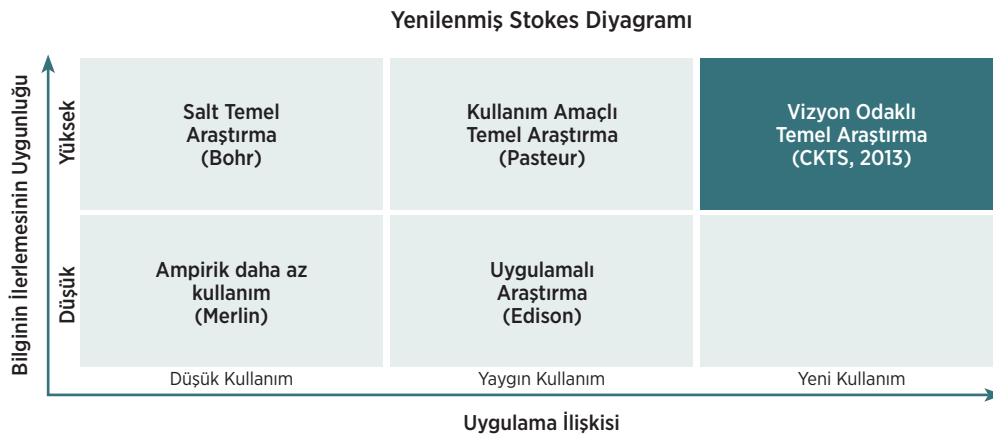 Yenilenmiş Stokes Diyagramı
Bilginin İlerlemesinin Uygunluğu
Yüksek
Salt Temel
Araştırma
(Bohr)
Kullanım Amaçlı
Temel Araştırma
(Pasteur)
Vizyon Odaklı
Temel Araştırma
(CKTS, 2013)
Düşük
Ampirik daha az
kullanım
(Merlin)
Uygulamalı
Araştırma
(Edison)
Düşük Kullanım
Yaygın Kullanım
Yeni Kullanım
Uygulama İlişkisi